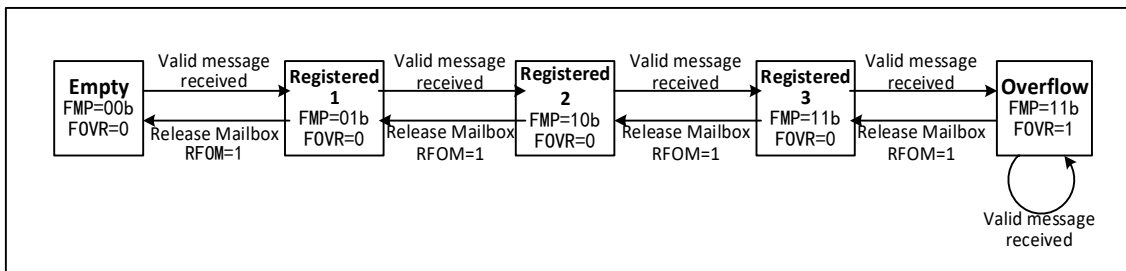 Empty
FMP=00b
FOVR=0
Valid message
received
Release Mailbox
RFOM=1
Registered
1
FMP=01b
FOVR=0
Valid message
received
Release Mailbox
RFOM=1
Registered
2
FMP=10b
FOVR=0
Valid message
received
Release Mailbox
RFOM=1
Registered
3
FMP=11b
FOVR=0
Valid message
received
Release Mailbox
RFOM=1
Overflow
FMP=11b
FOVR=1
Valid message
received